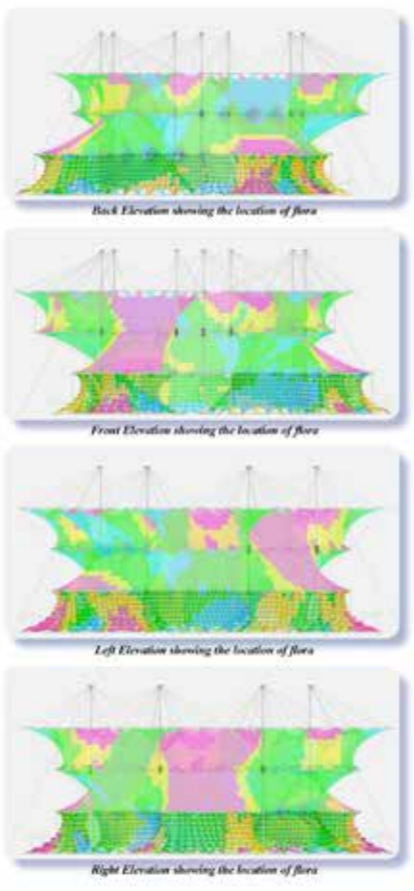 Back Elevation showing the location of flora
Front Elevation showing the location of flora
Left Elevation showing the location of flora
Right Elevation showing the location of flora